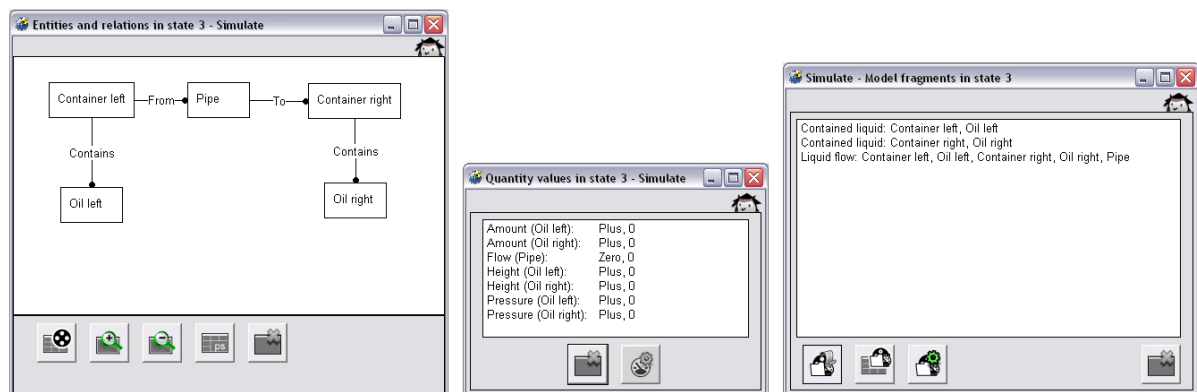 Entities and relations in state 3 - Simulate
Container left
From
Pipe
To
Container right
Contains
Contains
Oil left
Oil right
ps
Quantity values in state 3 - Simulate
Amount (Oil left): Plus, 0
Amount (Oil right): Plus, 0
Flow (Pipe): Zero, 0
Height (Oil left): Plus, 0
Height (Oil right): Plus, 0
Pressure (Oil left): Plus, 0
Pressure (Oil right): Plus, 0
Simulate - Model fragments in state 3
Contained liquid: Container left, Oil left
Contained liquid: Container right, Oil right
Liquid flow: Container left, Oil left, Container right, Oil right, Pipe